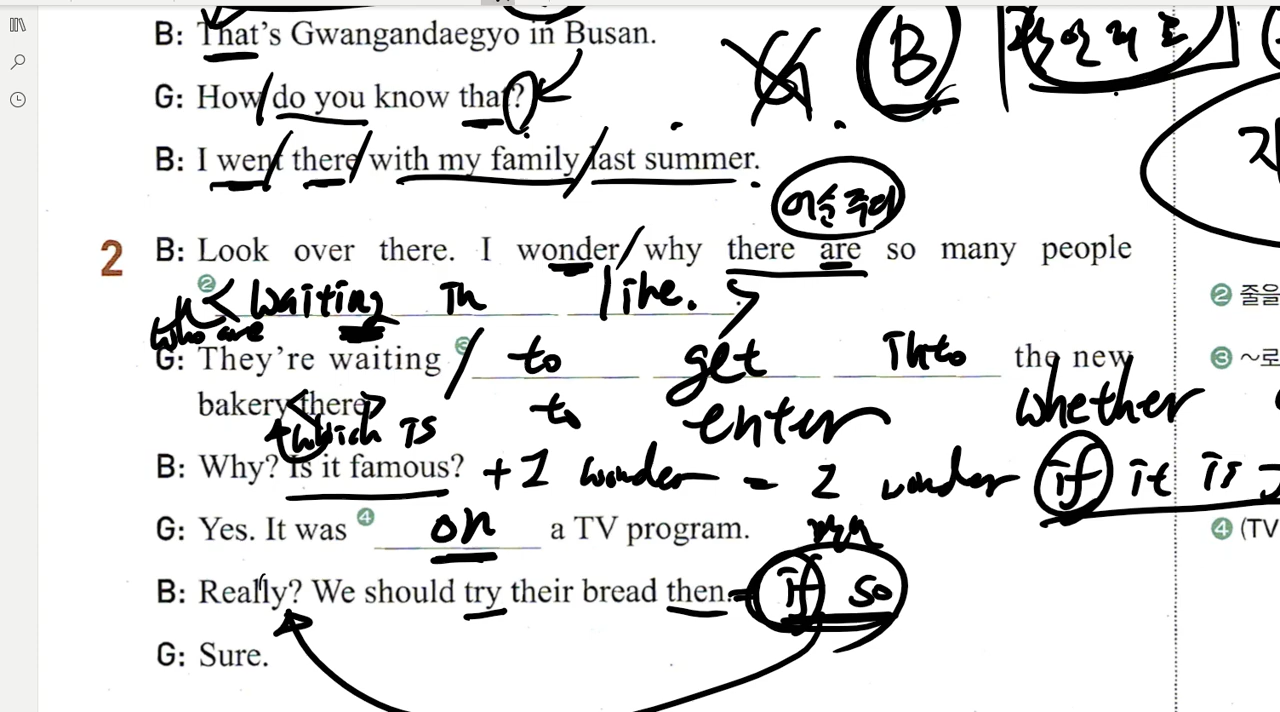 B: That's Gwangandaegyo in Busan.
B
G: How do you know that?
B: I went there with my family last summer.
어순 주의
2 B: Look over there. I wonder why there are so many people
② < waiting in line. >
② 줄을
who are
G: They're waiting ③ to get into the new
③ ~로
bakery <there>
to enter whether
which is
B: Why? Is it famous? + I wonder = I wonder if it is
G: Yes. It was ④ on a TV program.
④ (TV
B: Really? We should try their bread then. = if so
G: Sure.